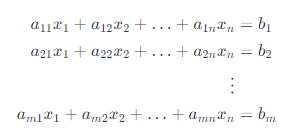 a₁₁x₁ + a₁₂x₂ + … + a₁ₙxₙ = b₁
a₂₁x₁ + a₂₂x₂ + … + a₂ₙxₙ = b₂
⋮
aₘ₁x₁ + aₘ₂x₂ + … + aₘₙxₙ = bₘ